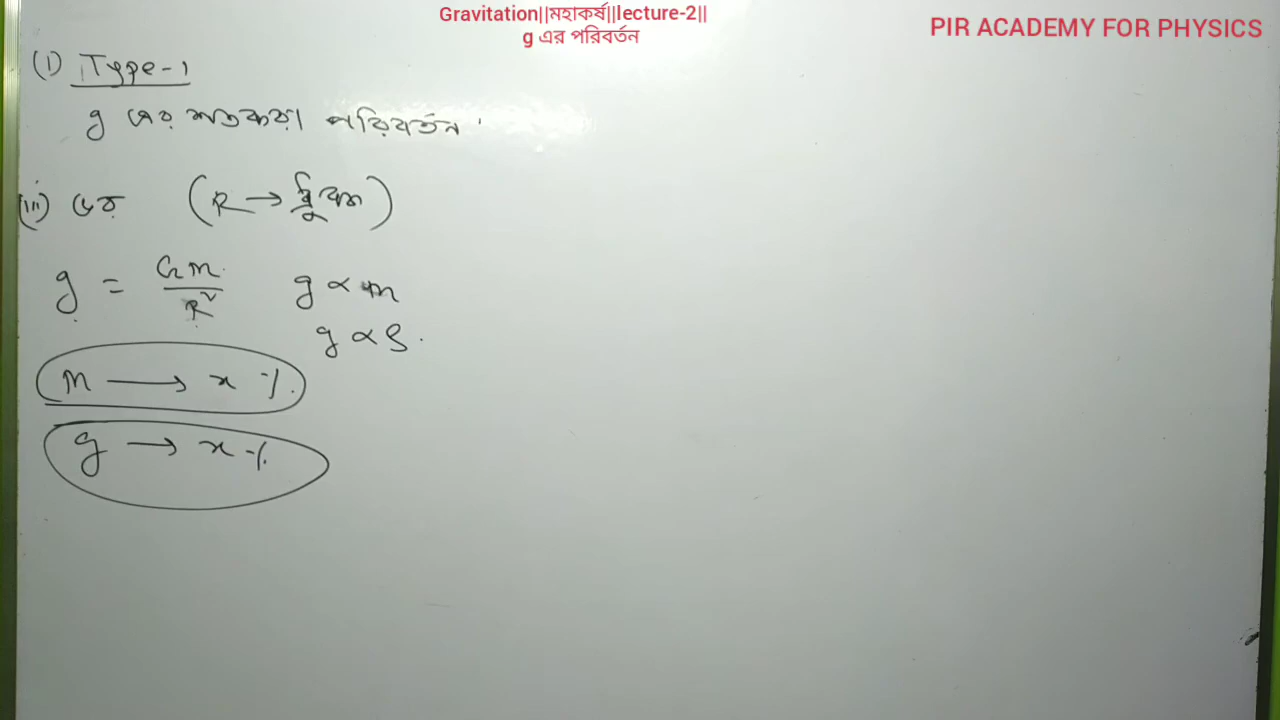 Gravitation||মহাকর্ষ||lecture-2||
g এর পরিবর্তন
PIR ACADEMY FOR PHYSICS
(i) Type-1
g এর শতকরা পরিবর্তন
(iii) ভর (R → ধ্রুবক)
g = GM/R² g ∝ m
g ∝ ρ.
m → x %.
g → x %.